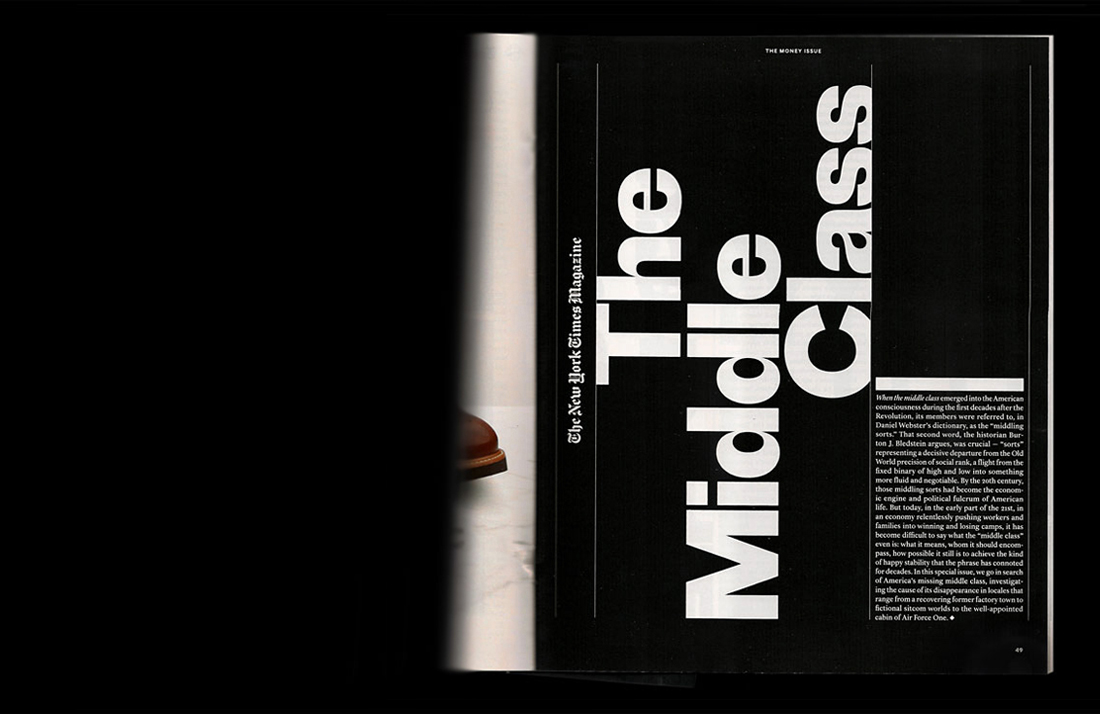 THE MONEY ISSUE
The New York Times Magazine
The
Middle
Class
When the middle class emerged into the American
consciousness during the first decades after the
Revolution, its members were referred to, in
Daniel Webster's dictionary, as the “middling
sorts.” That second word, the historian Bur-
ton J. Bledstein argues, was crucial — “sorts”
representing a decisive departure from the Old
World precision of social rank, a flight from the
fixed binary of high and low into something
more fluid and negotiable. By the 20th century,
those middling sorts had become the econom-
ic engine and political fulcrum of American
life. But today, in the early part of the 21st, in
an economy relentlessly pushing workers and
families into winning and losing camps, it has
become difficult to say what the “middle class”
even is: what it means, whom it should encom-
pass, how possible it still is to achieve the kind
of happy stability that the phrase has connoted
for decades. In this special issue, we go in search
of America's missing middle class, investigat-
ing the cause of its disappearance in locales that
range from a recovering former factory town to
fictional sitcom worlds to the well-appointed
cabin of Air Force One. ◆
49